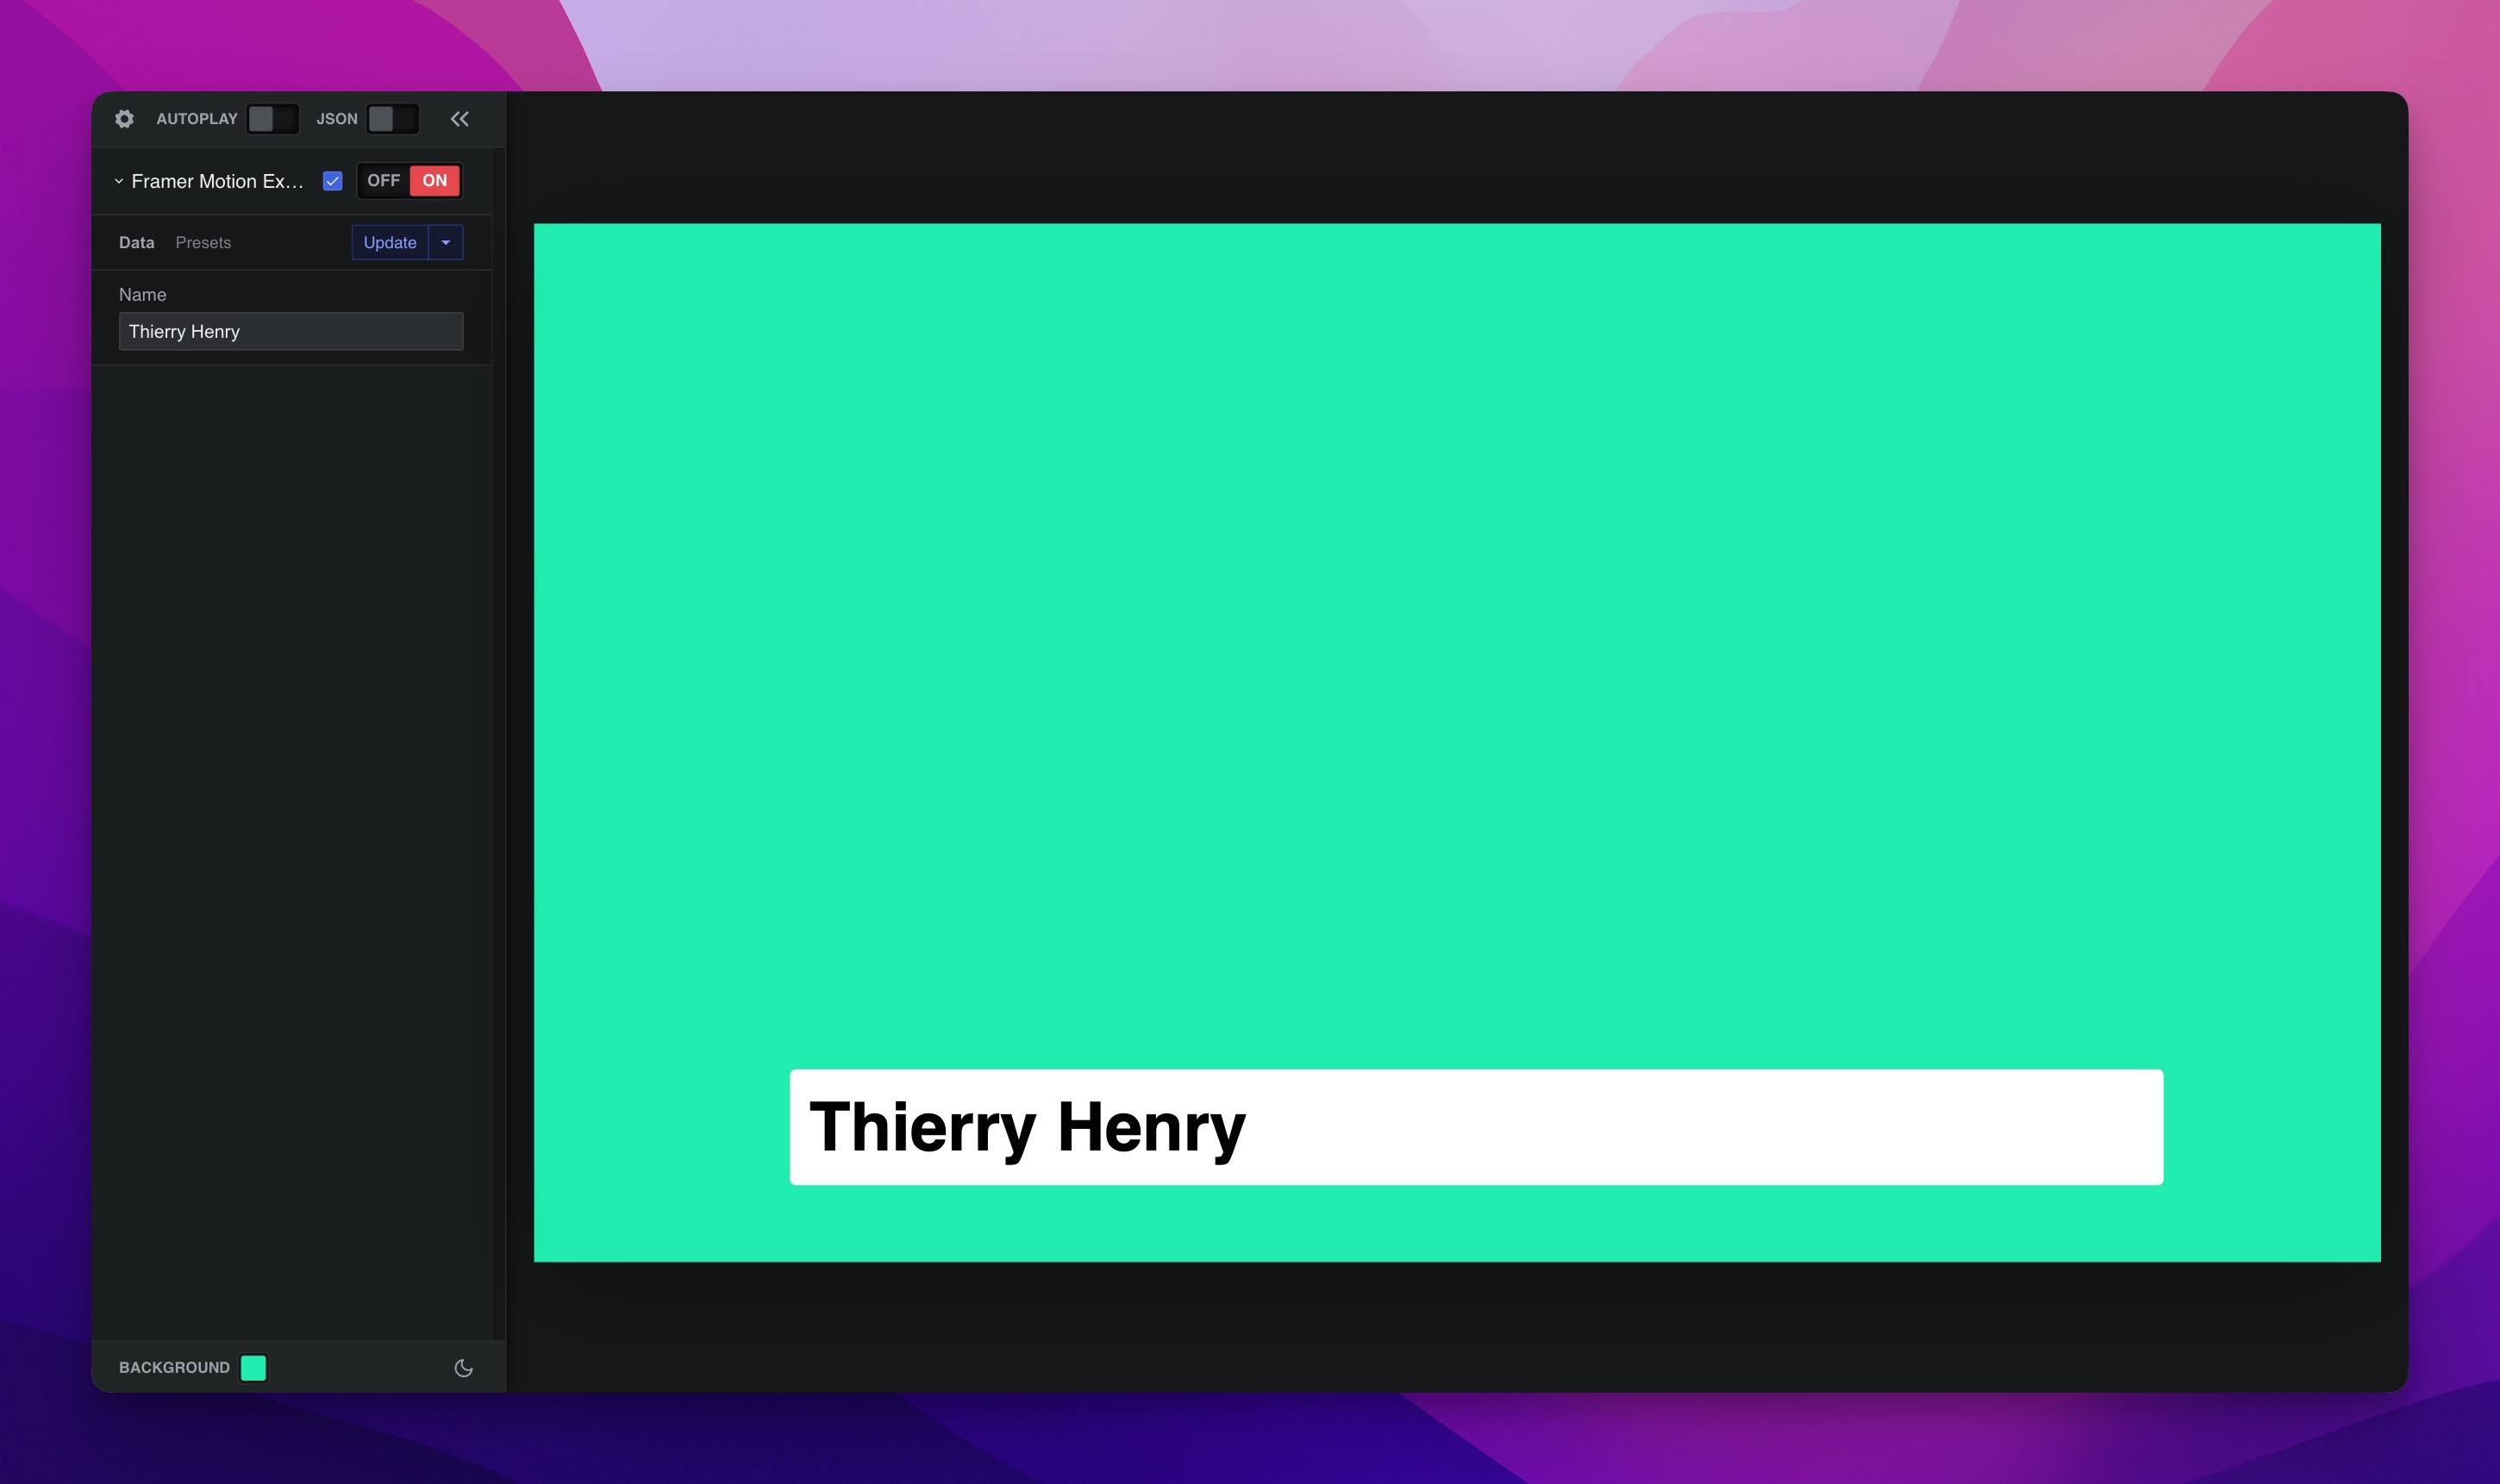 AUTOPLAY JSON
Framer Motion Ex... OFF ON
Data Presets Update
Name
Thierry Henry
Thierry Henry
BACKGROUND